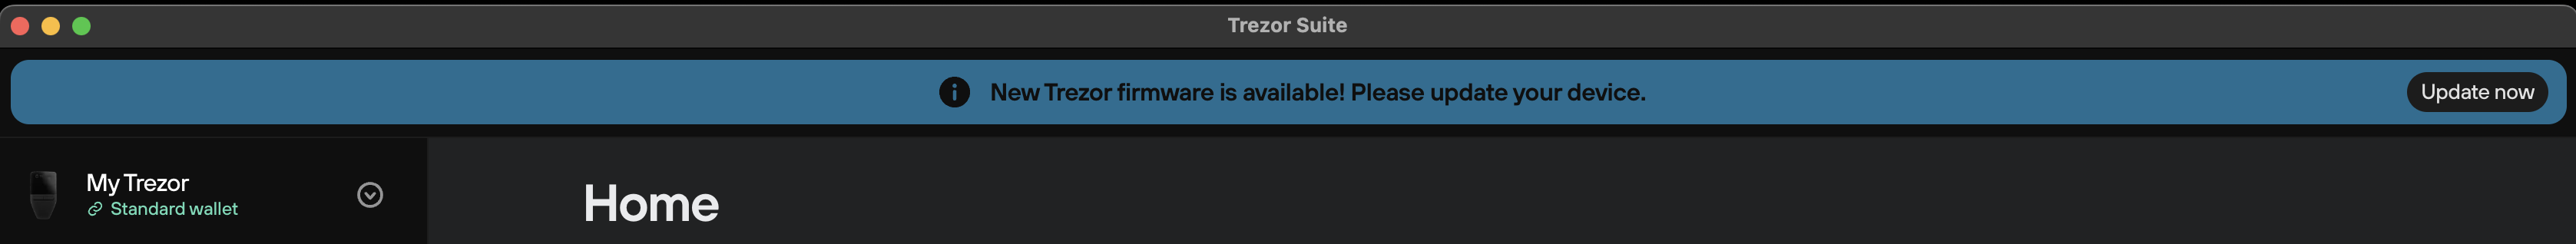 Trezor Suite
New Trezor firmware is available! Please update your device.
Update now
My Trezor
Standard wallet
Home